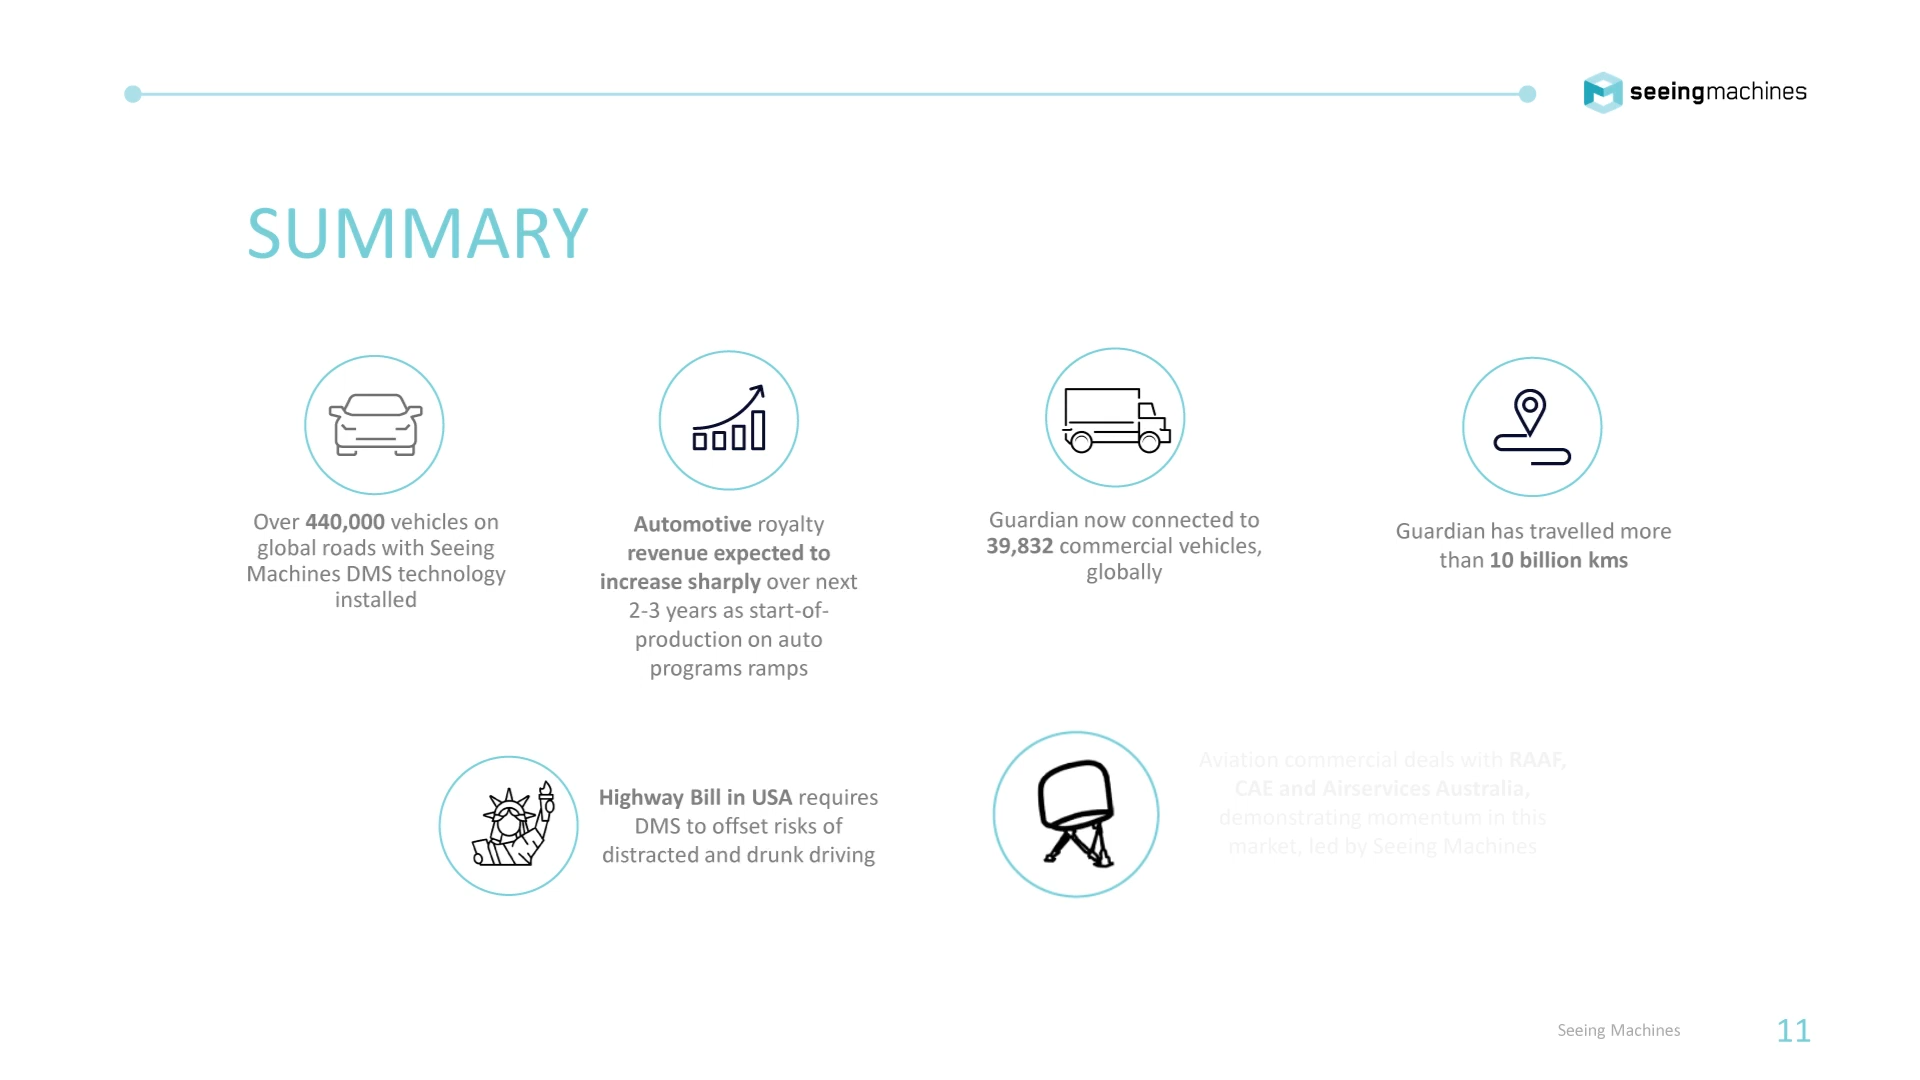 seeingmachines
SUMMARY
Over 440,000 vehicles on
global roads with Seeing
Machines DMS technology
installed
Automotive royalty
revenue expected to
increase sharply over next
2-3 years as start-of-
production on auto
programs ramps
Guardian now connected to
39,832 commercial vehicles,
globally
Guardian has travelled more
than 10 billion kms
Highway Bill in USA requires
DMS to offset risks of
distracted and drunk driving
Aviation commercial deals with RAAF,
CAE and Airservices Australia,
demonstrating momentum in this
market, led by Seeing Machines
Seeing Machines
11